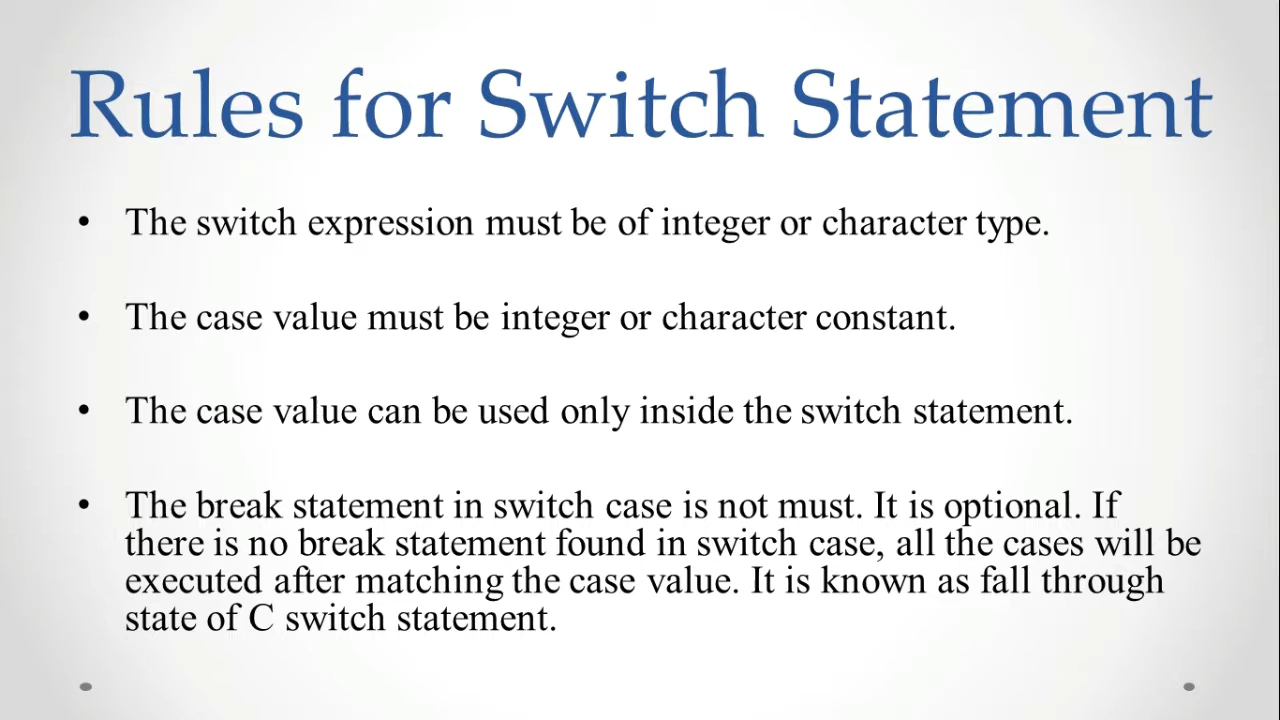 Rules for Switch Statement
• The switch expression must be of integer or character type.
• The case value must be integer or character constant.
• The case value can be used only inside the switch statement.
• The break statement in switch case is not must. It is optional. If
there is no break statement found in switch case, all the cases will be
executed after matching the case value. It is known as fall through
state of C switch statement.